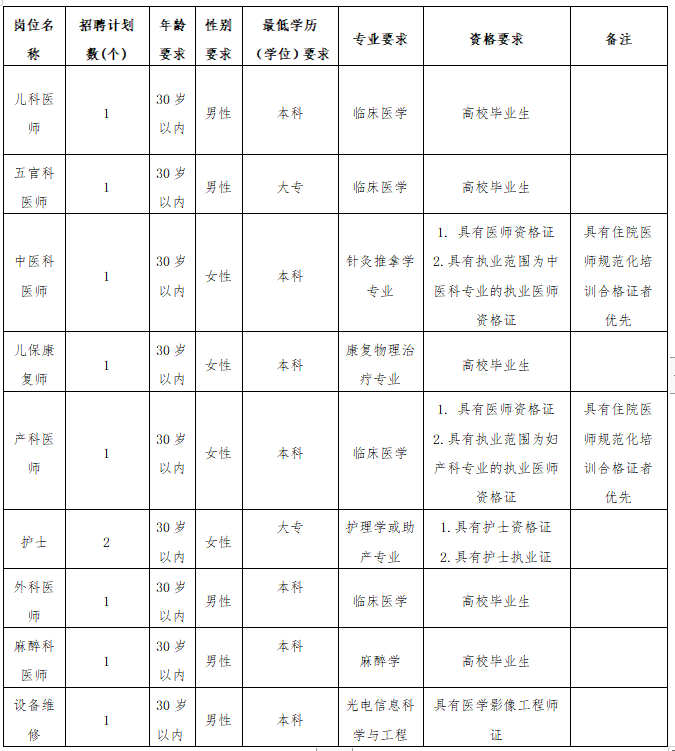 岗位名称 招聘计划数(个) 年龄要求 性别要求 最低学历（学位）要求 专业要求 资格要求 备注
儿科医师 1 30岁以内 男性 本科 临床医学 高校毕业生
五官科医师 1 30岁以内 男性 大专 临床医学 高校毕业生
中医科医师 1 30岁以内 女性 本科 针灸推拿学专业 1. 具有医师资格证 2.具有执业范围为中医科专业的执业医师资格证 具有住院医师规范化培训合格证者优先
儿保康复师 1 30岁以内 女性 本科 康复物理治疗专业 高校毕业生
产科医师 1 30岁以内 女性 本科 临床医学 1. 具有医师资格证 2.具有执业范围为妇产科专业的执业医师资格证 具有住院医师规范化培训合格证者优先
护士 2 30岁以内 女性 大专 护理学或助产专业 1.具有护士资格证 2.具有护士执业证
外科医师 1 30岁以内 男性 本科 临床医学 高校毕业生
麻醉科医师 1 30岁以内 男性 本科 麻醉学 高校毕业生
设备维修 1 30岁以内 男性 本科 光电信息科学与工程 具有医学影像工程师证